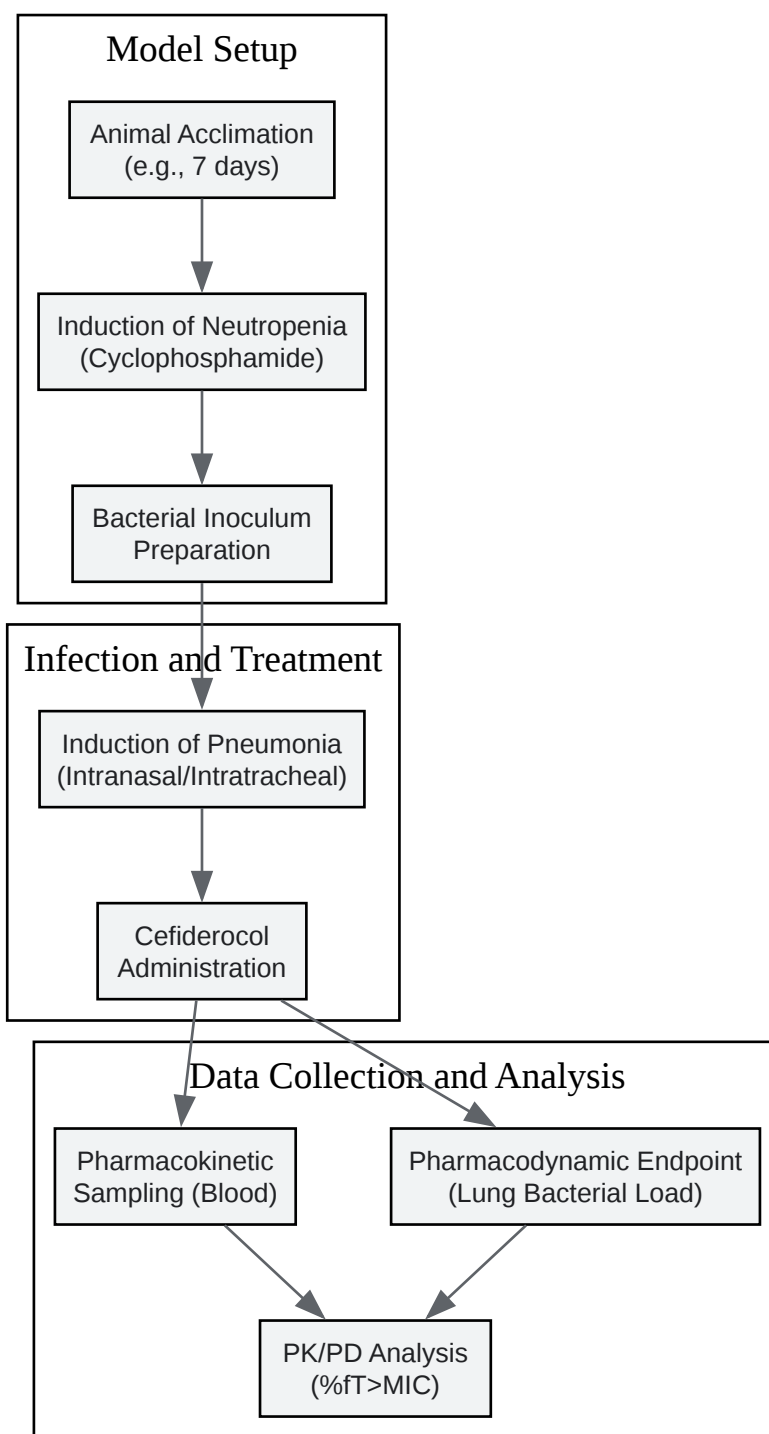 Model Setup
Animal Acclimation
(e.g., 7 days)
Induction of Neutropenia
(Cyclophosphamide)
Bacterial Inoculum
Preparation
Infection and Treatment
Induction of Pneumonia
(Intranasal/Intratracheal)
Cefiderocol
Administration
Data Collection and Analysis
Pharmacokinetic
Sampling (Blood)
Pharmacodynamic Endpoint
(Lung Bacterial Load)
PK/PD Analysis
(%fT>MIC)